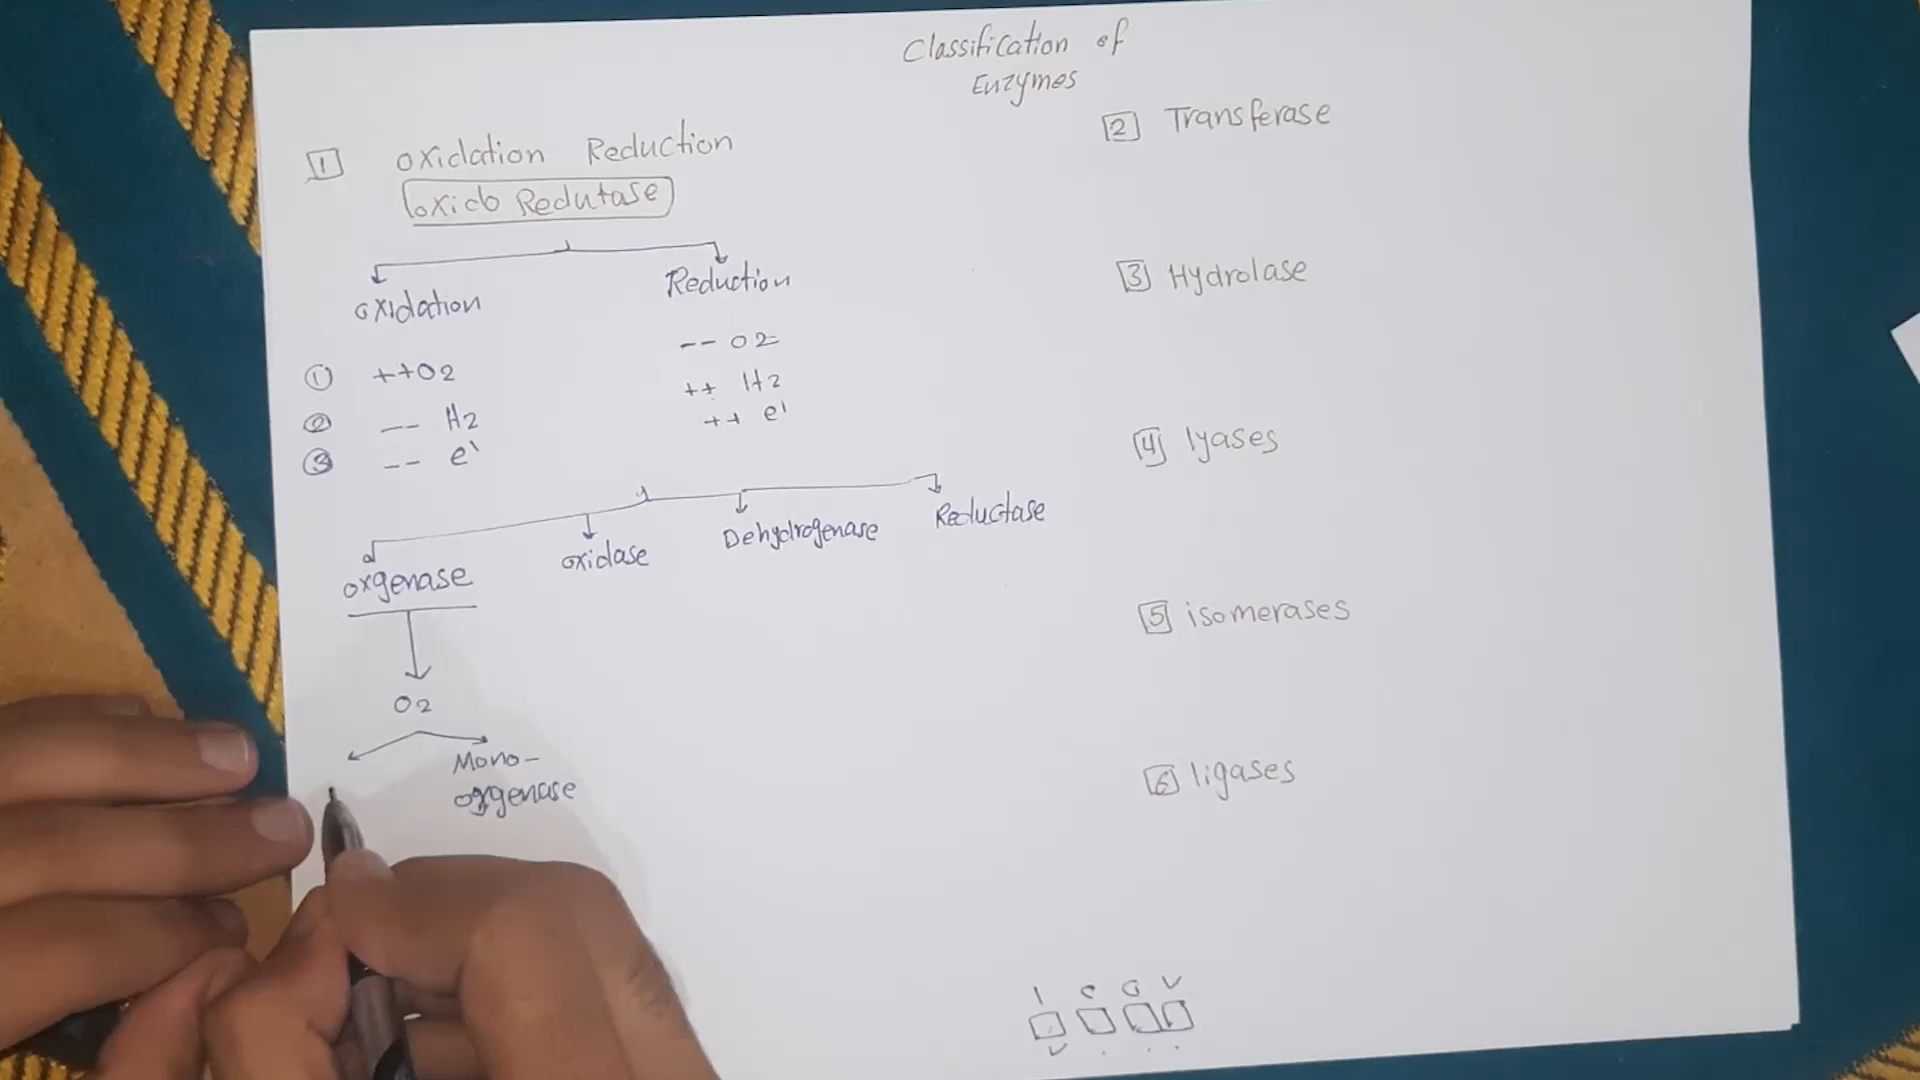 Classification of
Enzymes
1 oxidation Reduction
oxido Redutase
oxidation
Reduction
① ++O2
② -- H2
③ -- e'
-- O2
++ H2
++ e'
oxgenase
oxidase
Dehydrogenase
Reductase
O2
Mono-
oxgenase
2 Transferase
3 Hydrolase
4 lyases
5 isomerases
6 ligases